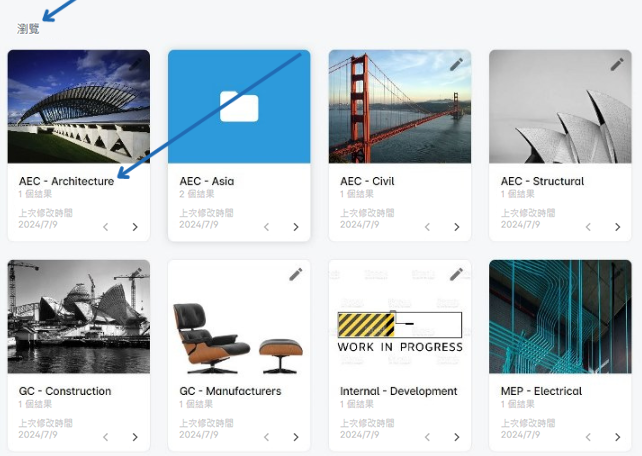 瀏覽
AEC - Architecture
1 個結果
上次修改時間
2024/7/9
AEC - Asia
2 個結果
上次修改時間
2024/7/9
AEC - Civil
1 個結果
上次修改時間
2024/7/9
AEC - Structural
1 個結果
上次修改時間
2024/7/9
GC - Construction
1 個結果
上次修改時間
2024/7/9
GC - Manufacturers
1 個結果
上次修改時間
2024/7/9
WORK IN PROGRESS
Internal - Development
1 個結果
上次修改時間
2024/7/9
MEP - Electrical
1 個結果
上次修改時間
2024/7/9